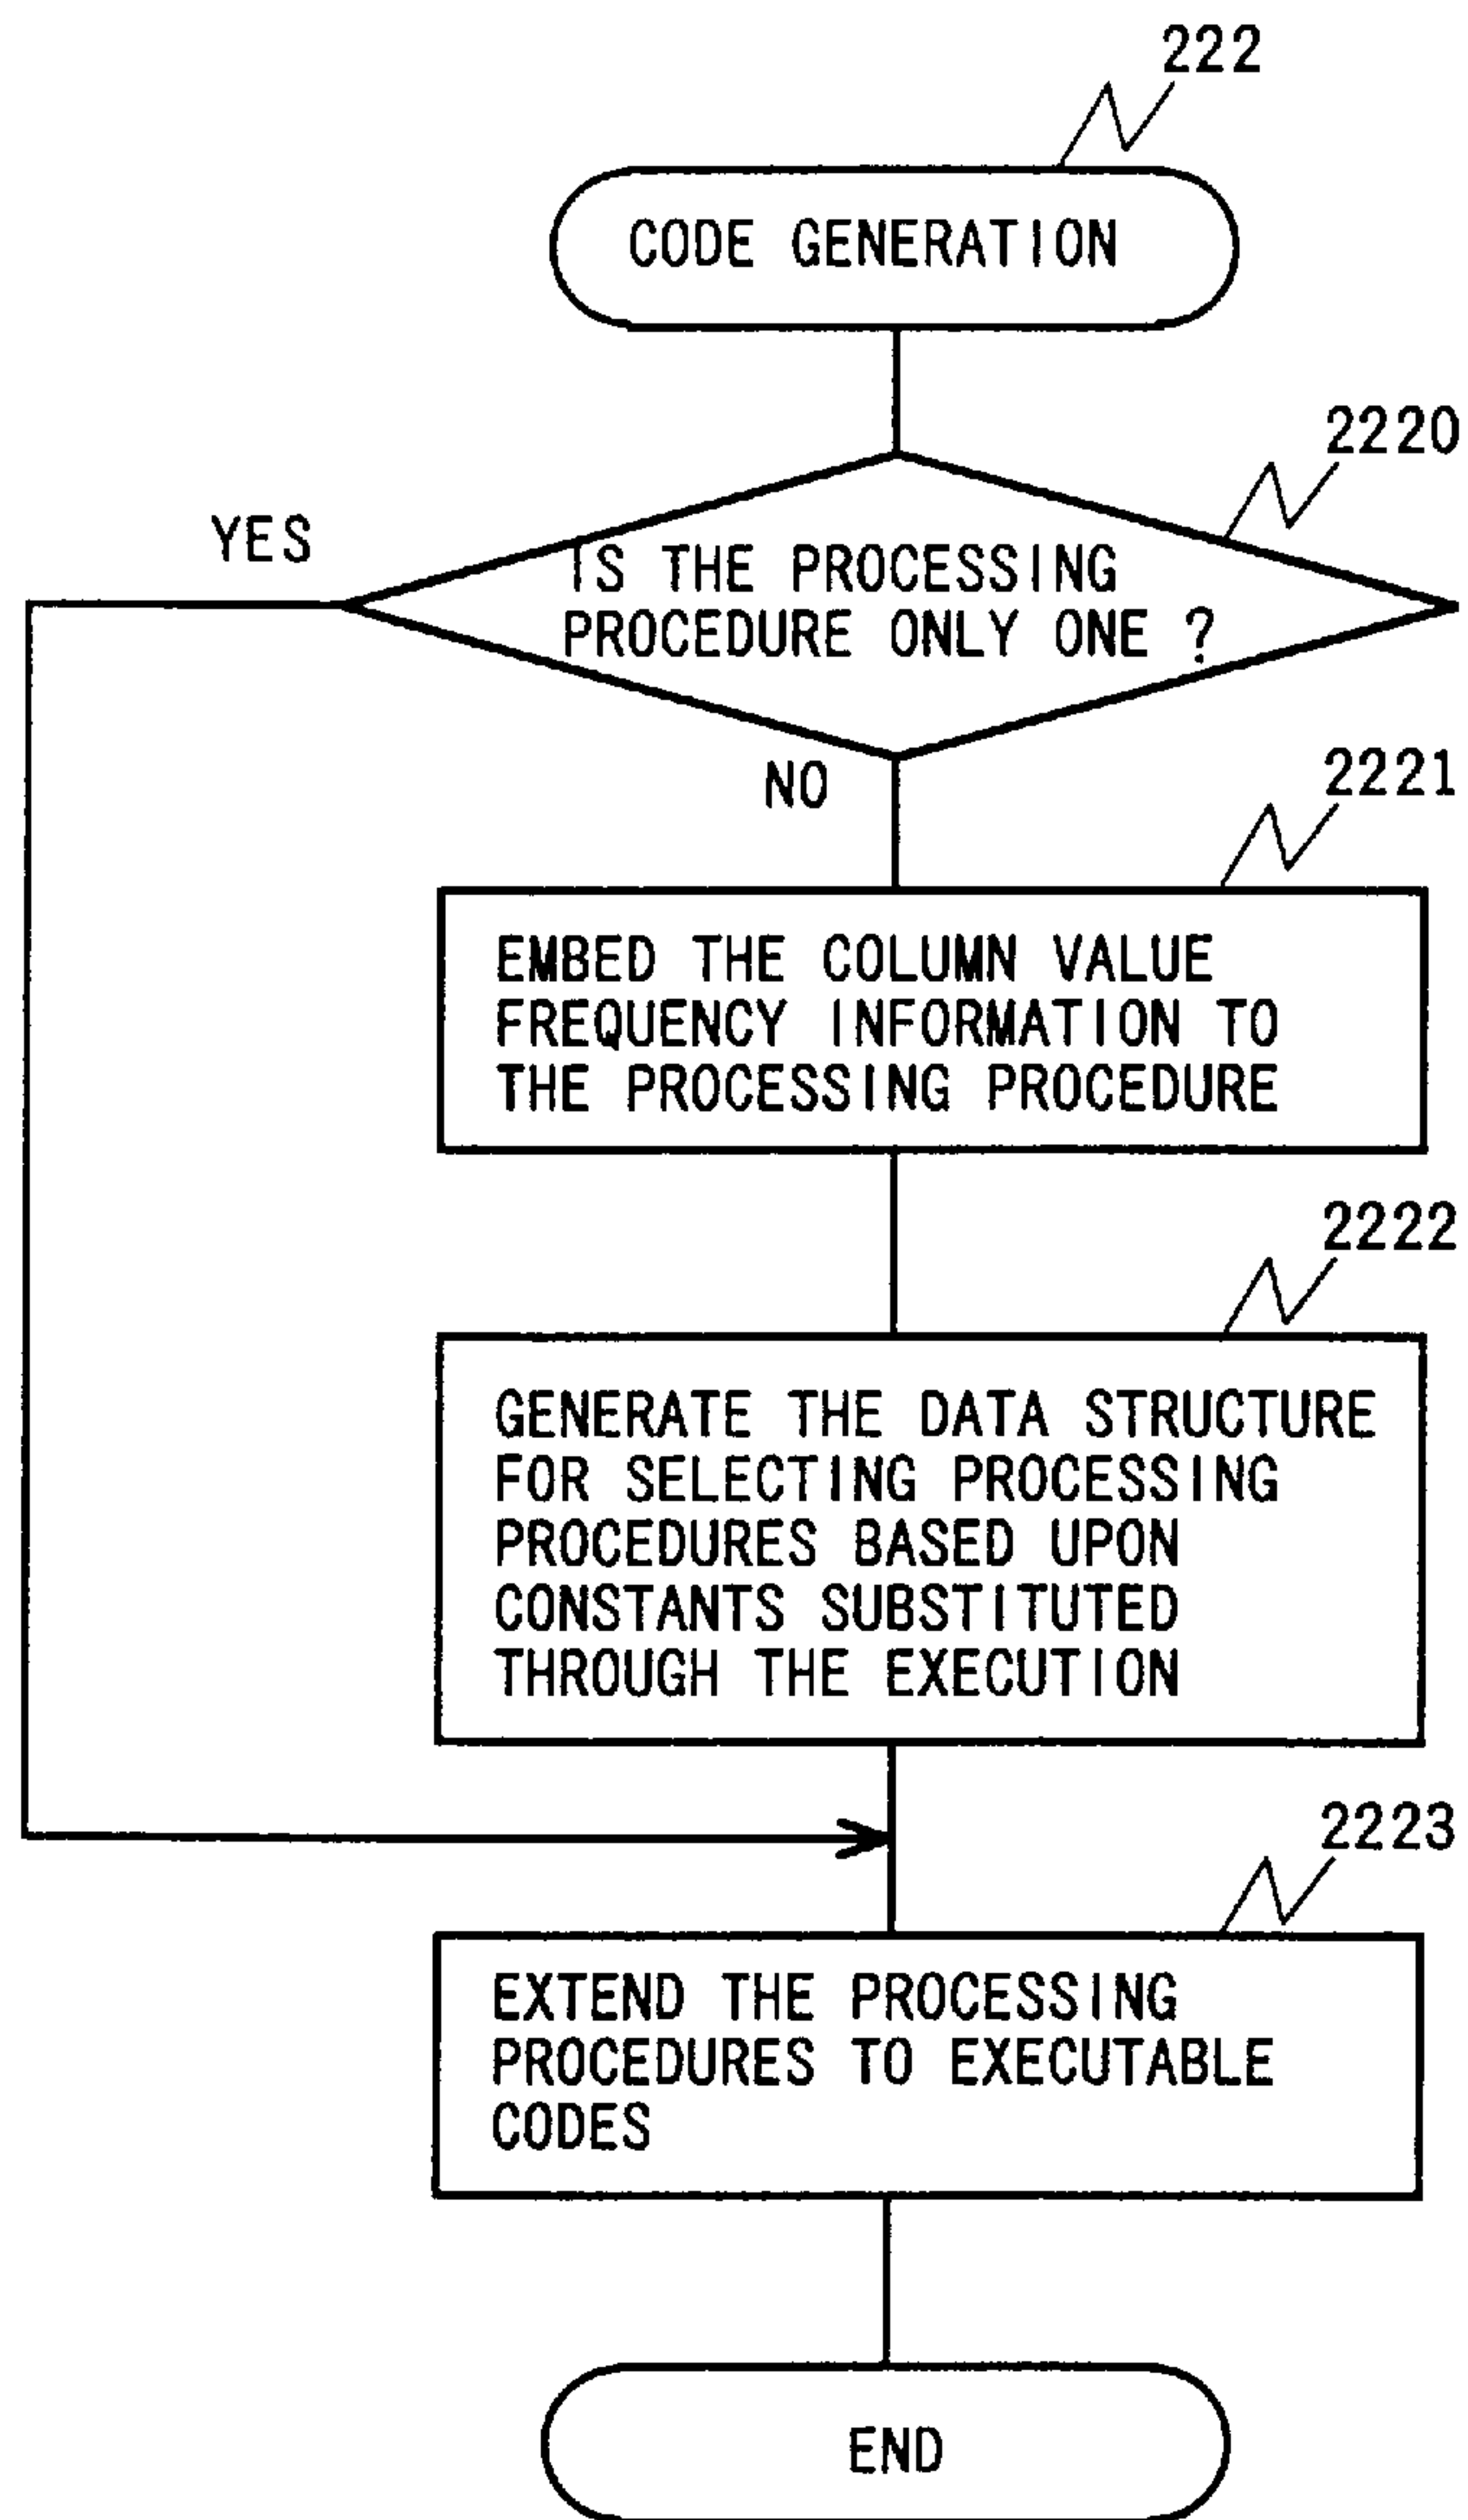 222
CODE GENERATION
2220
YES
IS THE PROCESSING
PROCEDURE ONLY ONE ?
NO
2221
EMBED THE COLUMN VALUE
FREQUENCY INFORMATION TO
THE PROCESSING PROCEDURE
2222
GENERATE THE DATA STRUCTURE
FOR SELECTING PROCESSING
PROCEDURES BASED UPON
CONSTANTS SUBSTITUTED
THROUGH THE EXECUTION
2223
EXTEND THE PROCESSING
PROCEDURES TO EXECUTABLE
CODES
END